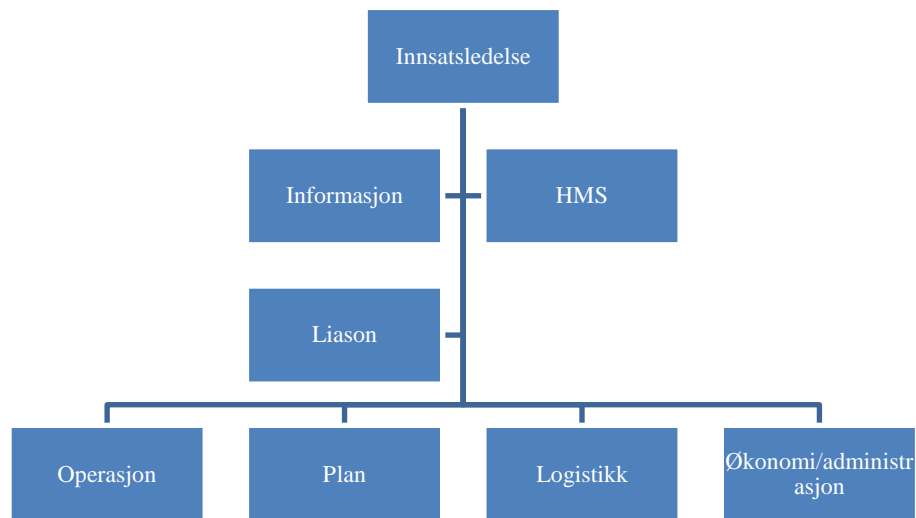 Innsatsledelse
Informasjon
HMS
Liason
Operasjon
Plan
Logistikk
Økonomi/administr
asjon